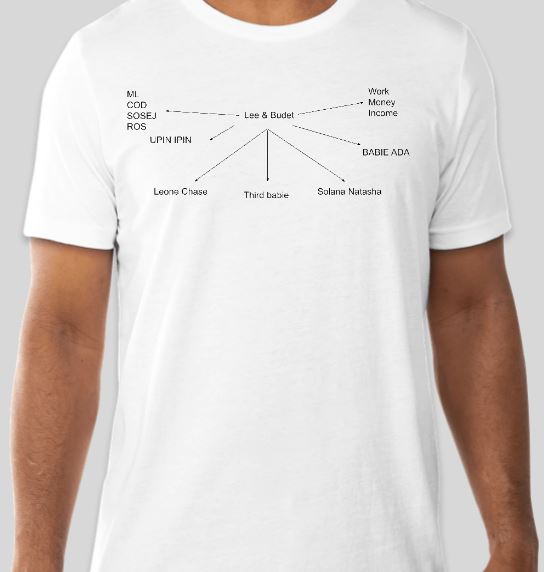 ML
COD
SOSEJ
ROS
UPIN IPIN
Lee & Budet
Work
Money
Income
BABIE ADA
Leone Chase
Third babie
Solana Natasha